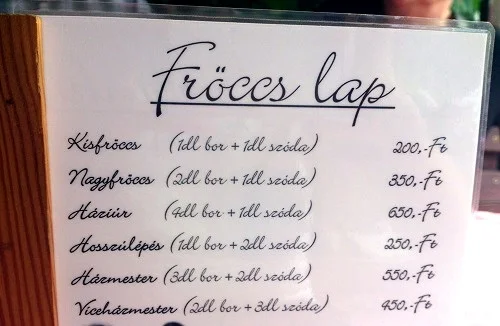 Fröccs lap
Kisfröccs (1dl bor + 1dl szóda) 200,-Ft
Nagyfröccs (2dl bor + 1dl szóda) 350,-Ft
Háziúr (4dl bor + 1dl szóda) 650,-Ft
Hosszúlépés (1dl bor + 2dl szóda) 250,-Ft
Házmester (3dl bor + 2dl szóda) 550,-Ft
Viceházmester (2dl bor + 3dl szóda) 450,-Ft